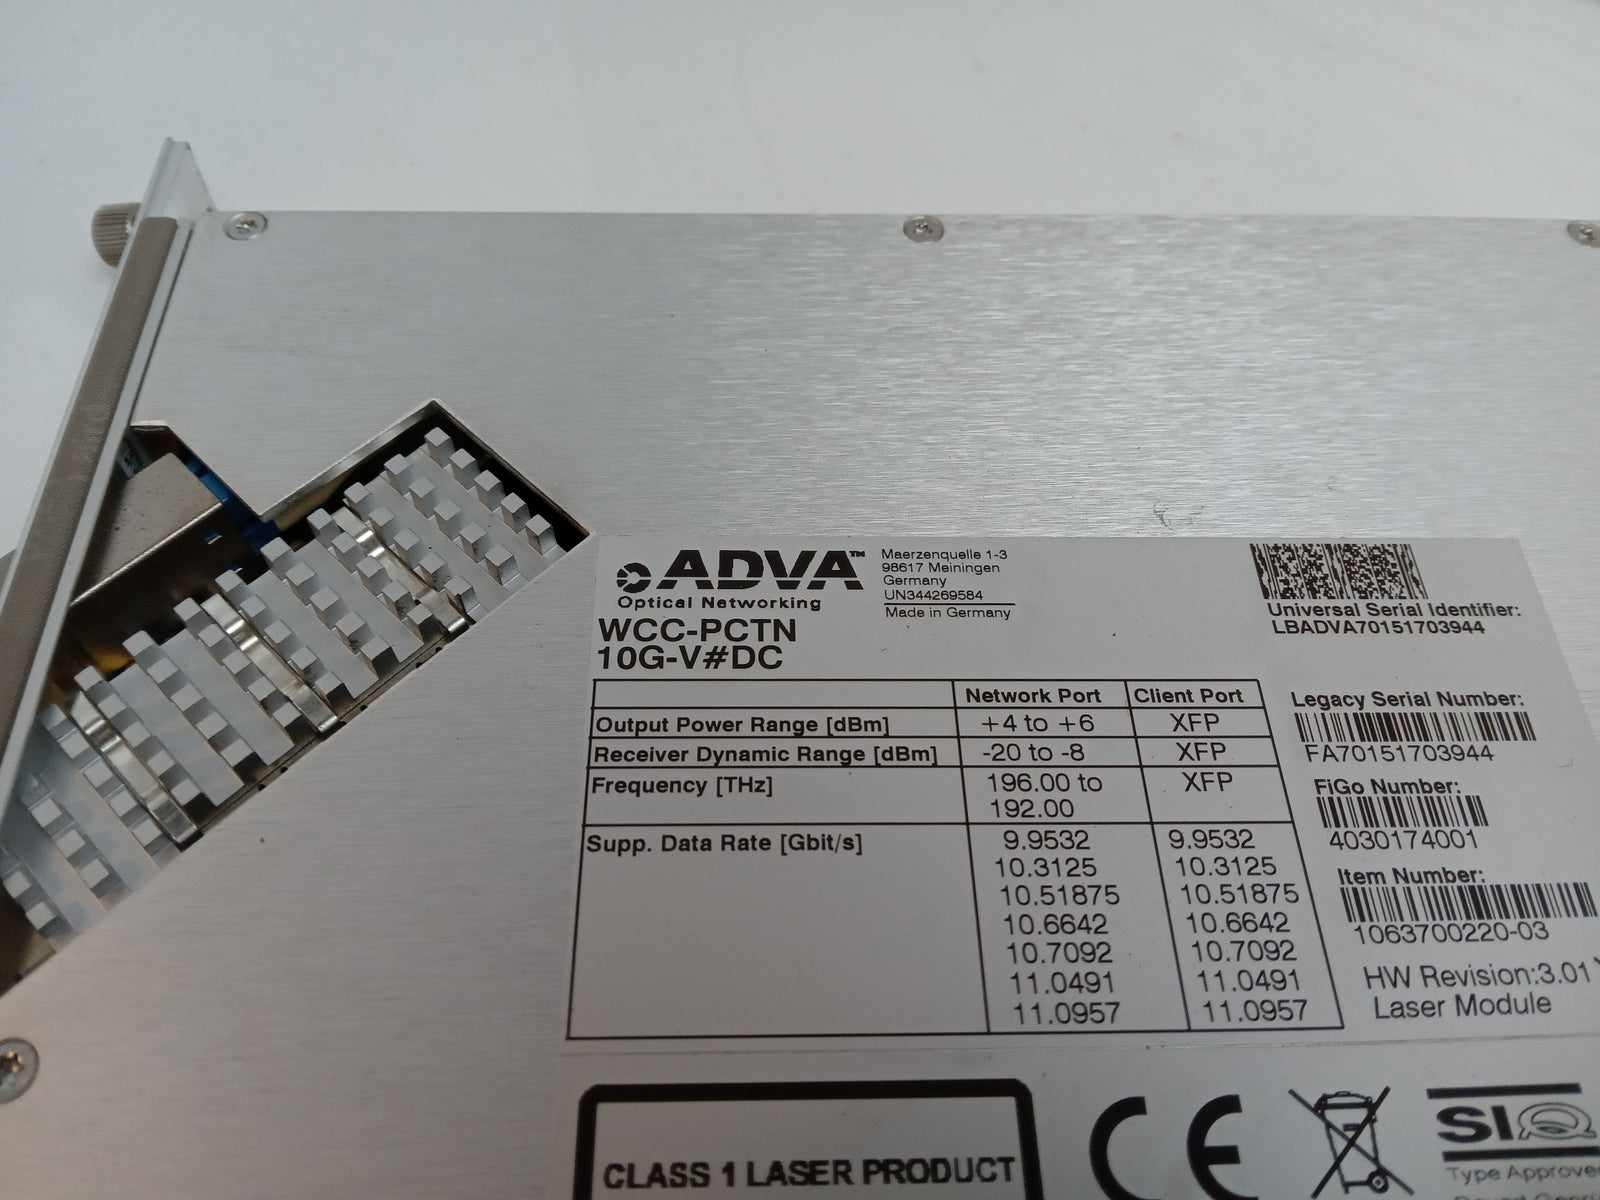 ADVA™
Optical Networking
Maerzenquelle 1-3
98617 Meiningen
Germany
UN344269584
Made in Germany
WCC-PCTN
10G-V#DC
Universal Serial Identifier:
LBADVA70151703944
Network Port Client Port
Output Power Range [dBm] +4 to +6 XFP
Receiver Dynamic Range [dBm] -20 to -8 XFP
Frequency [THz] 196.00 to XFP
192.00
Supp. Data Rate [Gbit/s] 9.9532 9.9532
10.3125 10.3125
10.51875 10.51875
10.6642 10.6642
10.7092 10.7092
11.0491 11.0491
11.0957 11.0957
Legacy Serial Number:
FA70151703944
FiGo Number:
4030174001
Item Number:
1063700220-03
HW Revision:3.01
Laser Module
CLASS 1 LASER PRODUCT
CE
SIQ
Type Approved